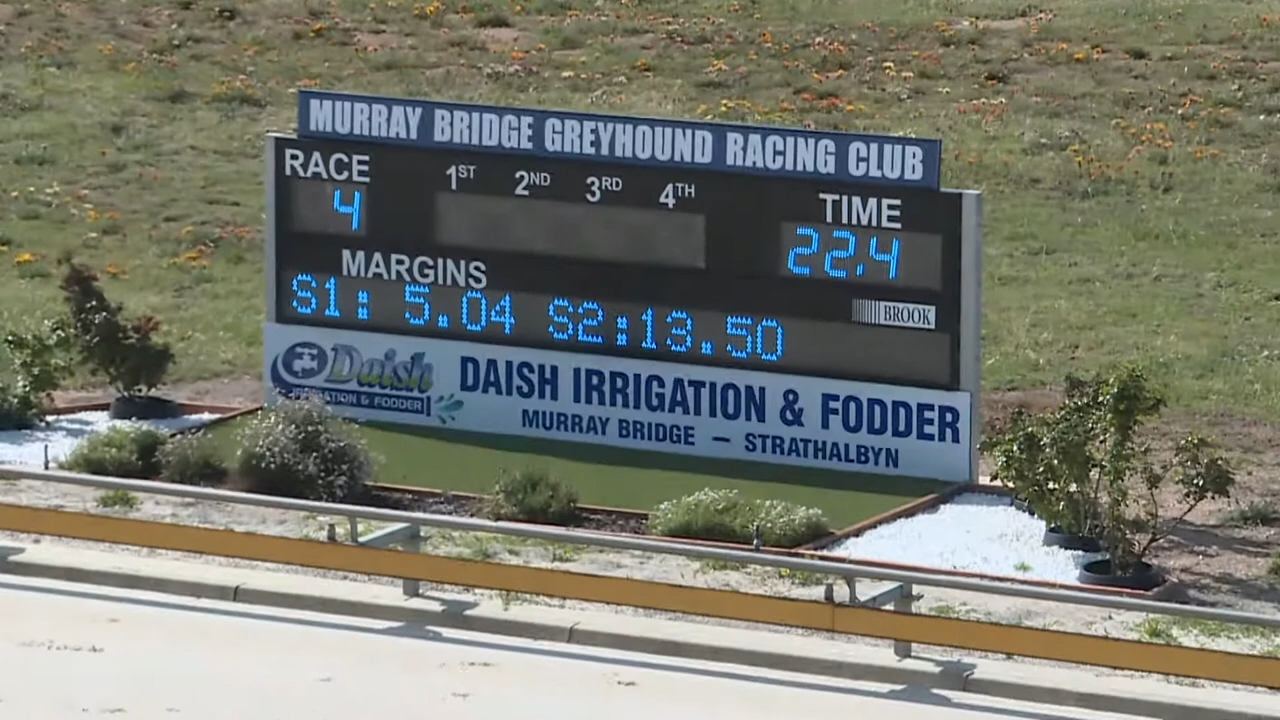 MURRAY BRIDGE GREYHOUND RACING CLUB
RACE 1ST 2ND 3RD 4TH TIME
4 22.4
MARGINS
S1: 5.04 S2:13.50
BROOK
Daish
IRRIGATION & FODDER
DAISH IRRIGATION & FODDER
MURRAY BRIDGE – STRATHALBYN